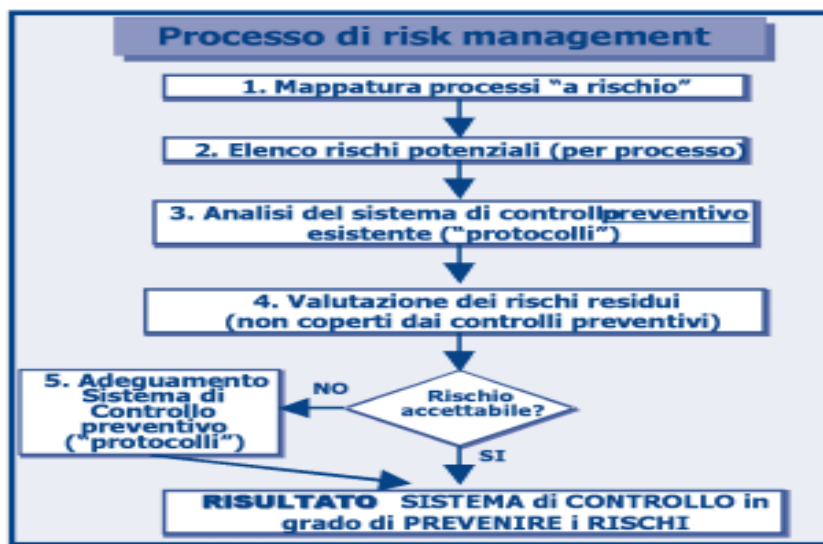 Processo di risk management
1. Mappatura processi “a rischio”
2. Elenco rischi potenziali (per processo)
3. Analisi del sistema di controllo preventivo
esistente (“protocolli”)
4. Valutazione dei rischi residui
(non coperti dai controlli preventivi)
Rischio
accettabile?
NO
5. Adeguamento
Sistema di
Controllo
preventivo
(“protocolli”)
SI
RISULTATO SISTEMA di CONTROLLO in
grado di PREVENIRE i RISCHI